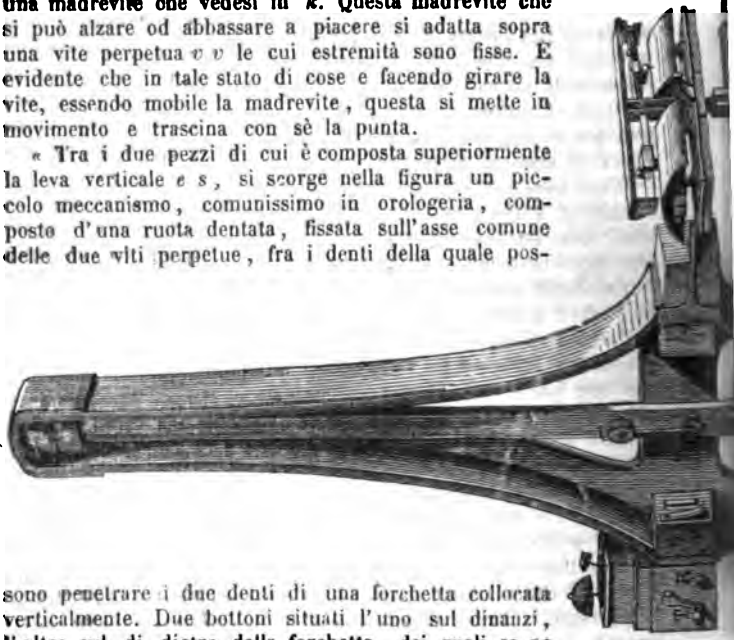 una madrevite che vedesi in k. Questa madrevite che
si può alzare od abbassare a piacere si adatta sopra
una vite perpetua v v le cui estremità sono fisse. E
evidente che in tale stato di cose e facendo girare la
vite, essendo mobile la madrevite, questa si mette in
movimento e trascina con sè la punta.
« Tra i due pezzi di cui è composta superiormente
la leva verticale e s, si scorge nella figura un pic-
colo meccanismo, comunissimo in orologeria, com-
posto d'una ruota dentata, fissata sull'asse comune
delle due viti perpetue, fra i denti della quale pos-
sono penetrare i due denti di una forchetta collocata
verticalmente. Due bottoni situati l'uno sul dinanzi,